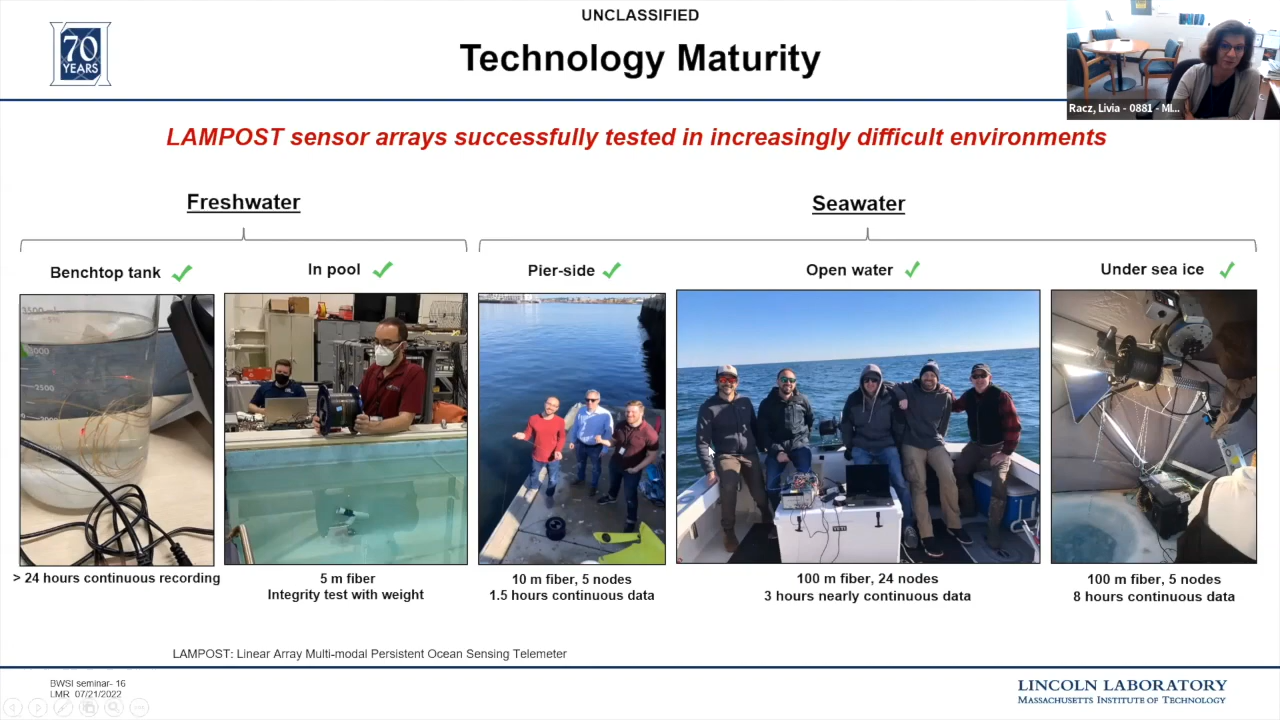 UNCLASSIFIED
70
YEARS
Technology Maturity
Racz, Livia - 0881 - MI...
LAMPOST sensor arrays successfully tested in increasingly difficult environments
Freshwater
Seawater
Benchtop tank
In pool
Pier-side
Open water
Under sea ice
> 24 hours continuous recording
5 m fiber
Integrity test with weight
10 m fiber, 5 nodes
1.5 hours continuous data
100 m fiber, 24 nodes
3 hours nearly continuous data
100 m fiber, 5 nodes
8 hours continuous data
LAMPOST: Linear Array Multi-modal Persistent Ocean Sensing Telemeter
BWSI seminar- 16
LMR 07/21/2022
LINCOLN LABORATORY
MASSACHUSETTS INSTITUTE OF TECHNOLOGY